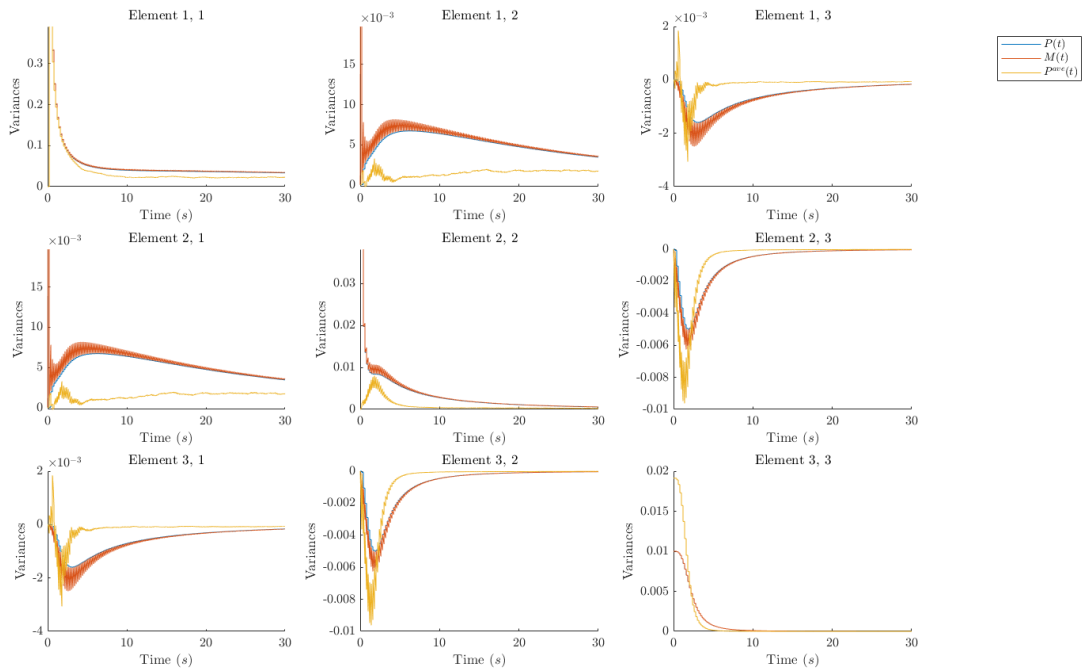 Element 1, 1
Variances
0.3
0.2
0.1
0
0 10 20 30
Time (s)
Element 1, 2
×10⁻³
Variances
15
10
5
0
0 10 20 30
Time (s)
Element 1, 3
×10⁻³
Variances
2
0
-2
-4
0 10 20 30
Time (s)
P(t)
M(t)
P^{ave}(t)
Element 2, 1
×10⁻³
Variances
15
10
5
0
0 10 20 30
Time (s)
Element 2, 2
Variances
0.03
0.02
0.01
0
0 10 20 30
Time (s)
Element 2, 3
Variances
0
-0.002
-0.004
-0.006
-0.008
-0.01
0 10 20 30
Time (s)
Element 3, 1
×10⁻³
Variances
2
0
-2
-4
0 10 20 30
Time (s)
Element 3, 2
Variances
0
-0.002
-0.004
-0.006
-0.008
-0.01
0 10 20 30
Time (s)
Element 3, 3
Variances
0.02
0.015
0.01
0.005
0
0 10 20 30
Time (s)